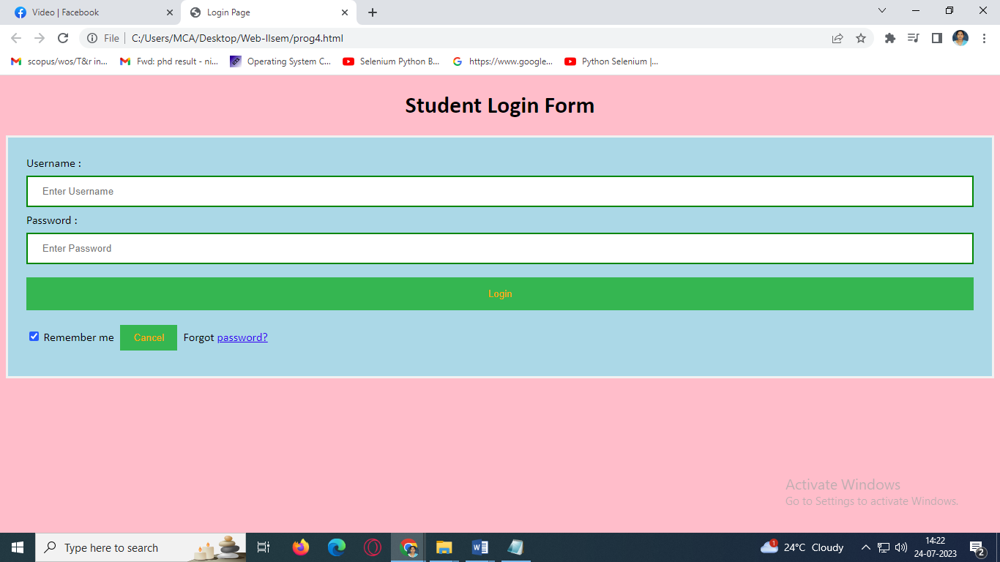 Video | Facebook
Login Page
File
C:/Users/MCA/Desktop/Web-IIsem/prog4.html
scopus/wos/T&r in...
Fwd: phd result - ni...
Operating System C...
Selenium Python B...
https://www.google...
Python Selenium |...
Student Login Form
Username :
Enter Username
Password :
Enter Password
Login
Remember me
Cancel
Forgot password?
Activate Windows
Go to Settings to activate Windows.
Type here to search
1
24°C Cloudy
14:22
24-07-2023
2